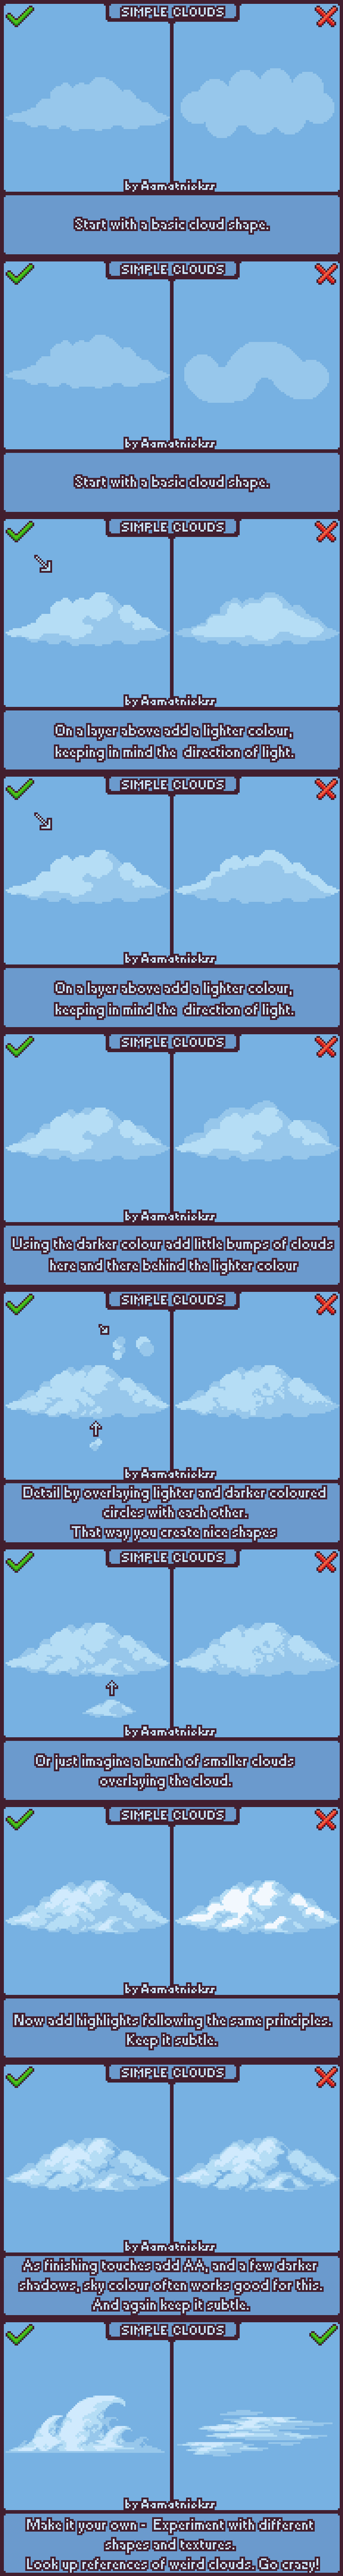 SIMPLE CLOUDS
by Aamatniekss
Start with a basic cloud shape.
SIMPLE CLOUDS
by Aamatniekss
Start with a basic cloud shape.
SIMPLE CLOUDS
by Aamatniekss
On a layer above add a lighter colour,
keeping in mind the direction of light.
SIMPLE CLOUDS
by Aamatniekss
On a layer above add a lighter colour,
keeping in mind the direction of light.
SIMPLE CLOUDS
by Aamatniekss
Using the darker colour add little bumps of clouds
here and there behind the lighter colour
SIMPLE CLOUDS
by Aamatniekss
Detail by overlaying lighter and darker coloured
circles with each other.
That way you create nice shapes
SIMPLE CLOUDS
by Aamatniekss
Or just imagine a bunch of smaller clouds
overlaying the cloud.
SIMPLE CLOUDS
by Aamatniekss
Now add highlights following the same principles.
Keep it subtle.
SIMPLE CLOUDS
by Aamatniekss
As finishing touches add AA, and a few darker
shadows, sky colour often works good for this.
And again keep it subtle.
SIMPLE CLOUDS
by Aamatniekss
Make it your own - Experiment with different
shapes and textures.
Look up references of weird clouds. Go crazy!